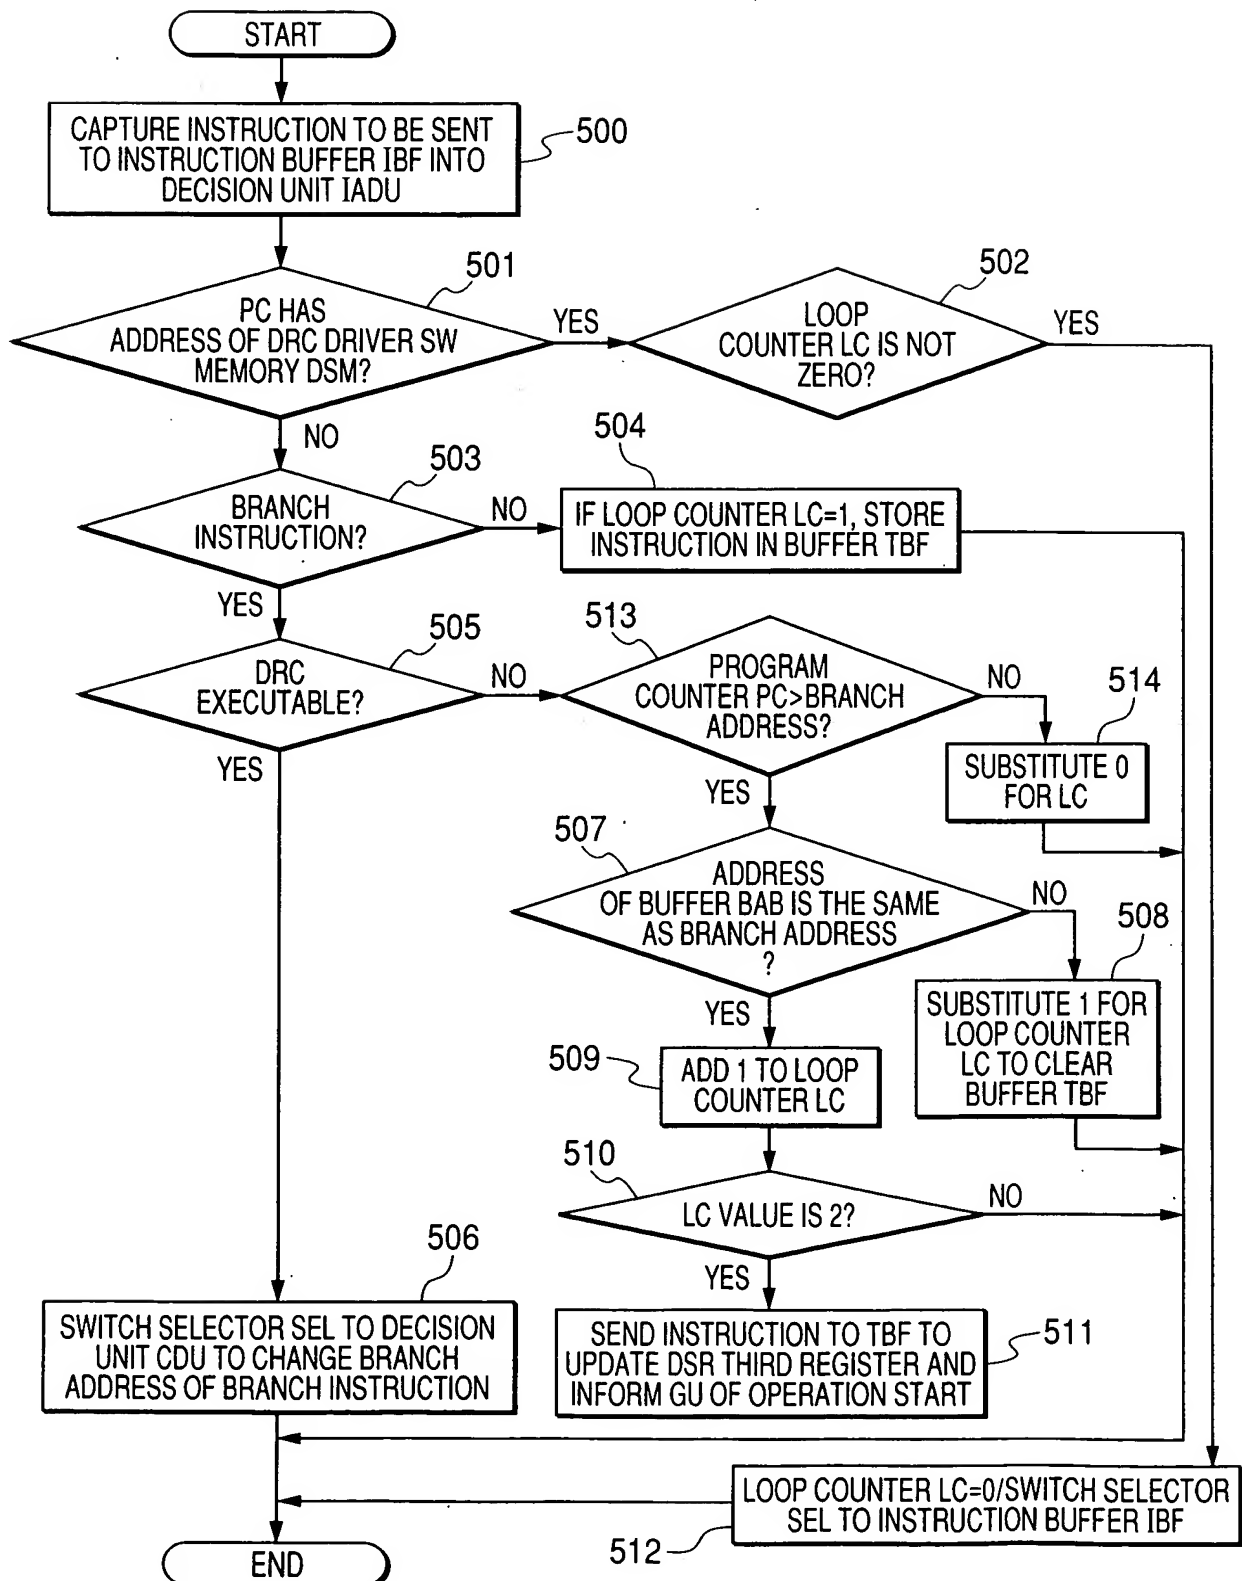 START
CAPTURE INSTRUCTION TO BE SENT
TO INSTRUCTION BUFFER IBF INTO
DECISION UNIT IADU
500
501
PC HAS
ADDRESS OF DRC DRIVER SW
MEMORY DSM?
YES
NO
502
LOOP
COUNTER LC IS NOT
ZERO?
YES
503
BRANCH
INSTRUCTION?
NO
YES
504
IF LOOP COUNTER LC=1, STORE
INSTRUCTION IN BUFFER TBF
505
DRC
EXECUTABLE?
NO
YES
513
PROGRAM
COUNTER PC>BRANCH
ADDRESS?
NO
YES
514
SUBSTITUTE 0
FOR LC
507
ADDRESS
OF BUFFER BAB IS THE SAME
AS BRANCH ADDRESS
?
NO
YES
508
SUBSTITUTE 1 FOR
LOOP COUNTER
LC TO CLEAR
BUFFER TBF
509
ADD 1 TO LOOP
COUNTER LC
510
LC VALUE IS 2?
NO
YES
506
SWITCH SELECTOR SEL TO DECISION
UNIT CDU TO CHANGE BRANCH
ADDRESS OF BRANCH INSTRUCTION
SEND INSTRUCTION TO TBF TO
UPDATE DSR THIRD REGISTER AND
INFORM GU OF OPERATION START
511
LOOP COUNTER LC=0/SWITCH SELECTOR
SEL TO INSTRUCTION BUFFER IBF
512
END